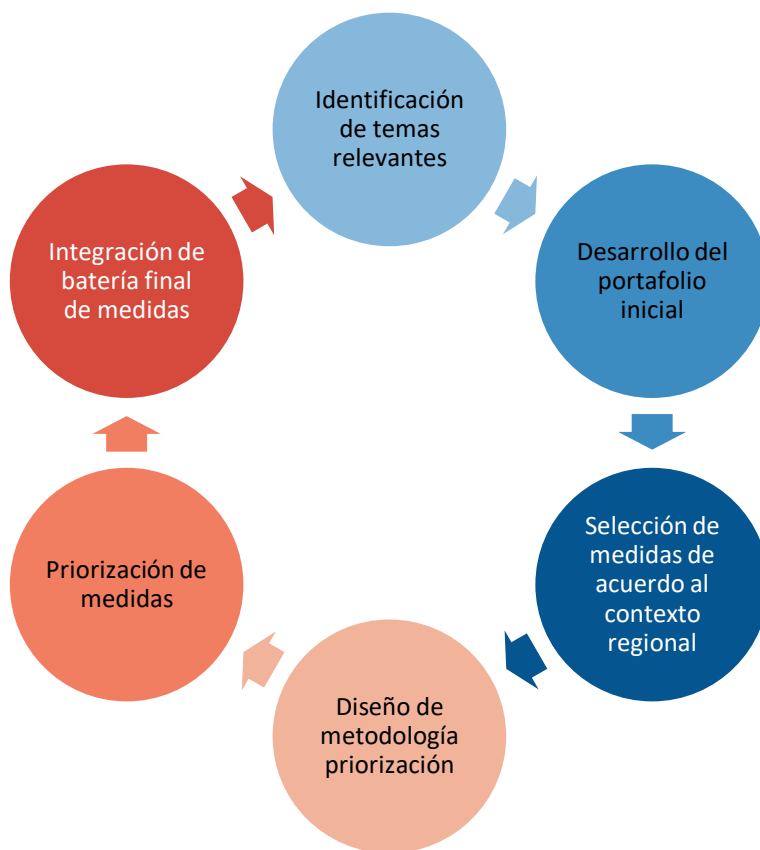 Identificación
de temas
relevantes
Desarrollo del
portafolio
inicial
Selección de
medidas de
acuerdo al
contexto
regional
Diseño de
metodología
priorización
Priorización de
medidas
Integración de
batería final
de medidas